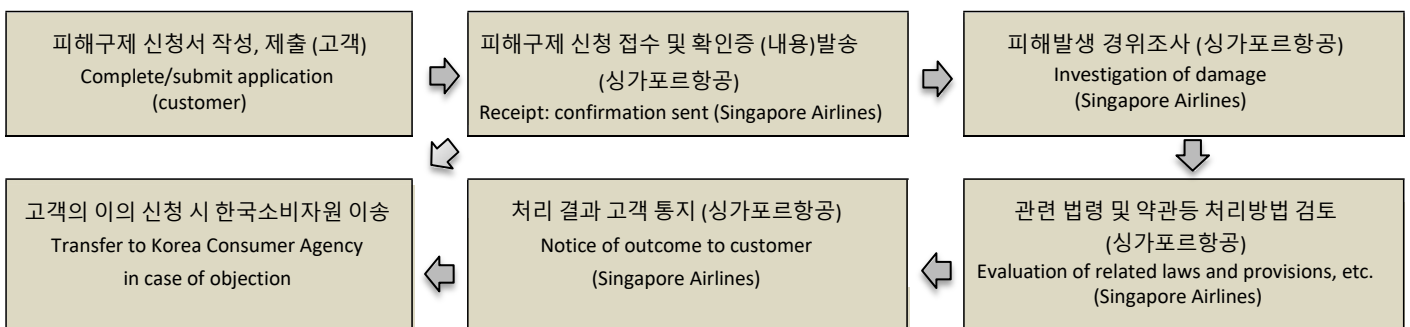 피해구제 신청서 작성, 제출 (고객)
Complete/submit application
(customer)
피해구제 신청 접수 및 확인증 (내용)발송
(싱가포르항공)
Receipt: confirmation sent (Singapore Airlines)
피해발생 경위조사 (싱가포르항공)
Investigation of damage
(Singapore Airlines)
관련 법령 및 약관등 처리방법 검토
(싱가포르항공)
Evaluation of related laws and provisions, etc.
(Singapore Airlines)
처리 결과 고객 통지 (싱가포르항공)
Notice of outcome to customer
(Singapore Airlines)
고객의 이의 신청 시 한국소비자원 이송
Transfer to Korea Consumer Agency
in case of objection